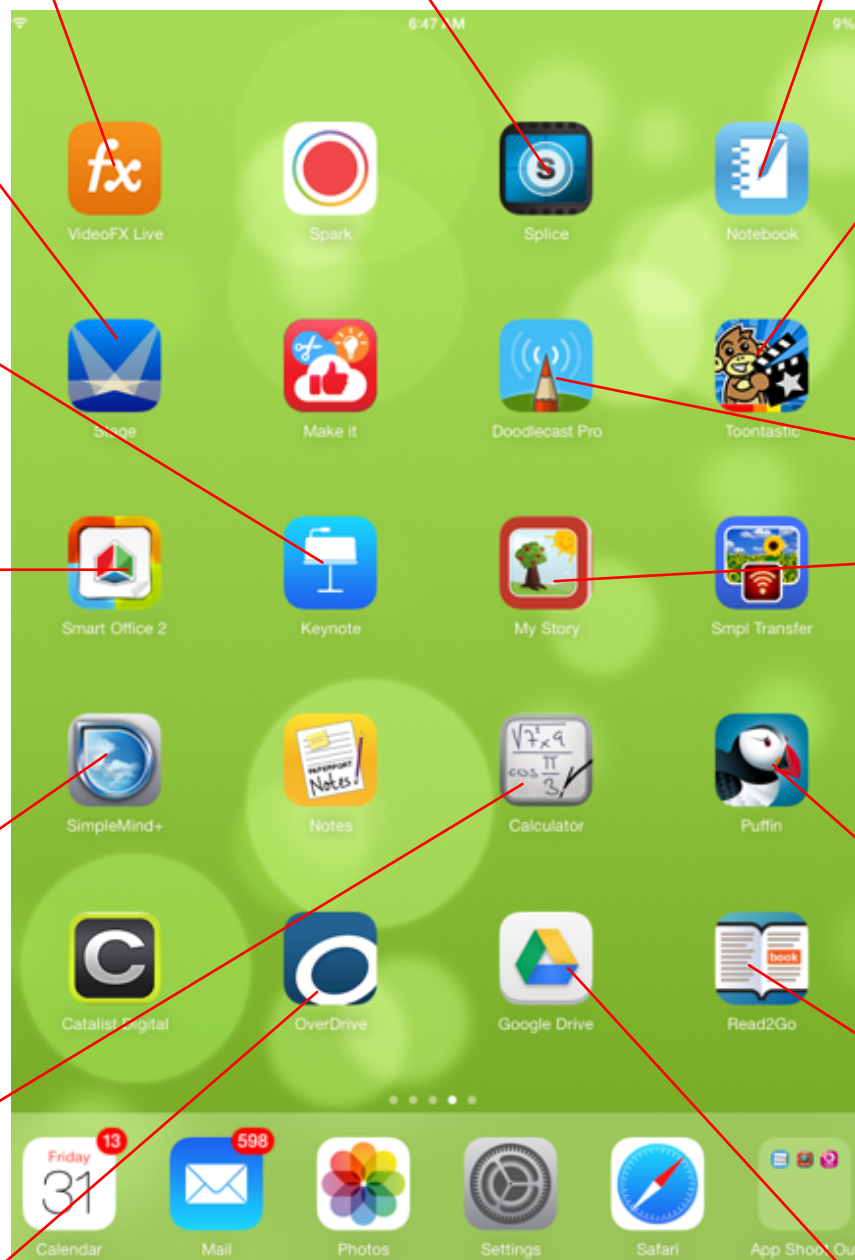 6:47 AM 9%
fx S
VideoFX Live Spark Splice Notebook
Stage Make it Doodlecast Pro Toontastic
Smart Office 2 Keynote My Story Smpl Transfer
PAPERPORT
Notes!
√7²x9
cos π/3
SimpleMind+ Notes Calculator Puffin
C book
Catalist Digital OverDrive Google Drive Read2Go
13 598
Friday
31
Calendar Mail Photos Settings Safari App Shoot Ou